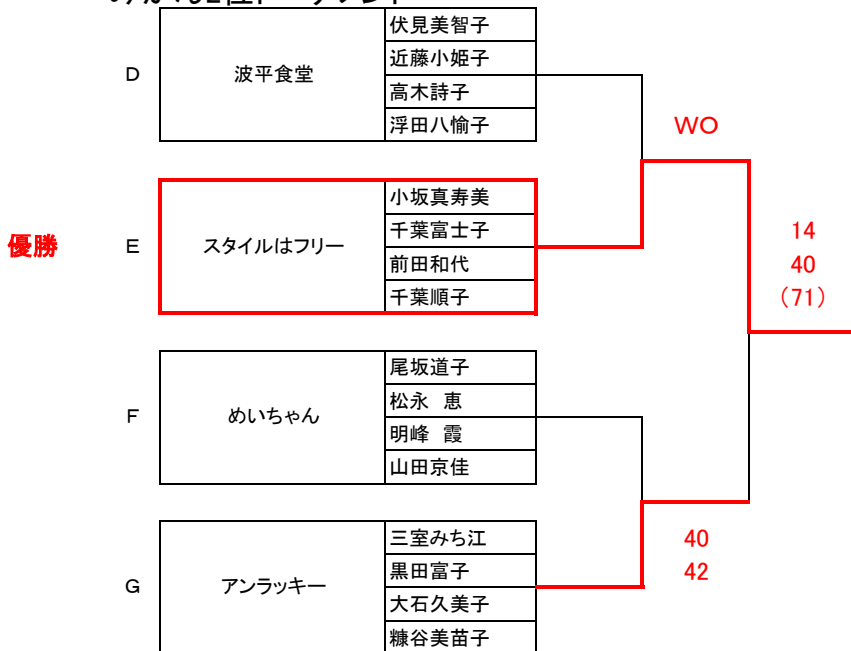 伏見美智子
D
波平食堂
近藤小姫子
高木詩子
浮田八愉子
WO
優勝
E
スタイルはフリー
小坂真寿美
千葉富士子
前田和代
千葉順子
14
40
(71)
F
めいちゃん
尾坂道子
松永 恵
明峰 霞
山田京佳
G
アンラッキー
三室みち江
黒田富子
大石久美子
糠谷美苗子
40
42